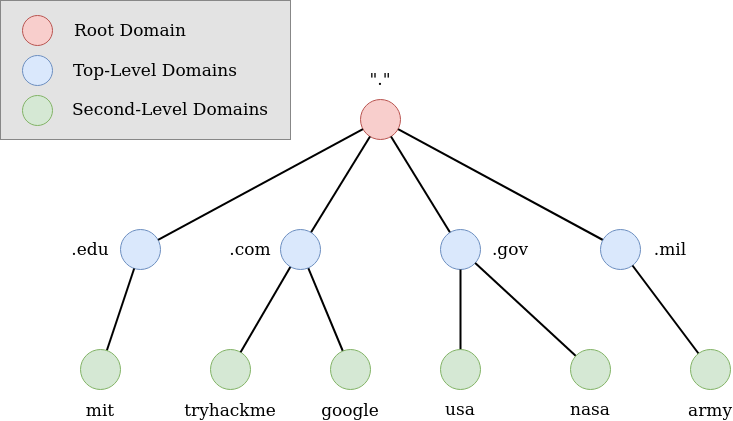 Root Domain
Top-Level Domains
Second-Level Domains
"."
.edu
.com
.gov
.mil
mit
tryhackme
google
usa
nasa
army